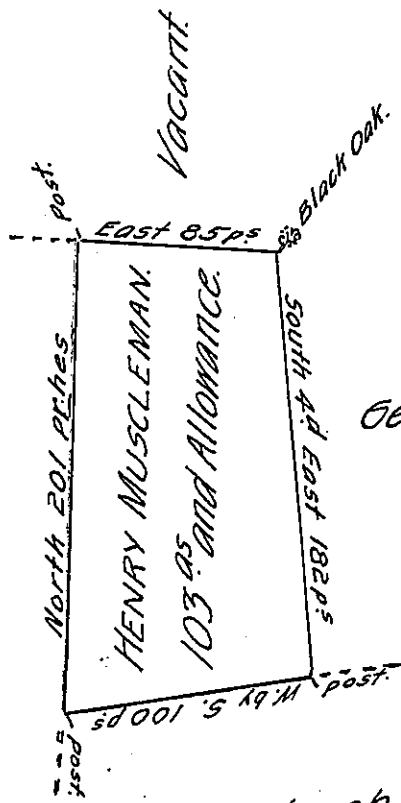 Vacant.
post.
East 85 ps
Black Oak.
North 201 prhes
HENRY MUSCLEMAN.
103 as and Allowance.
South 4d East 182 ps
Ge
W. by S. 100 ps
post.
post.